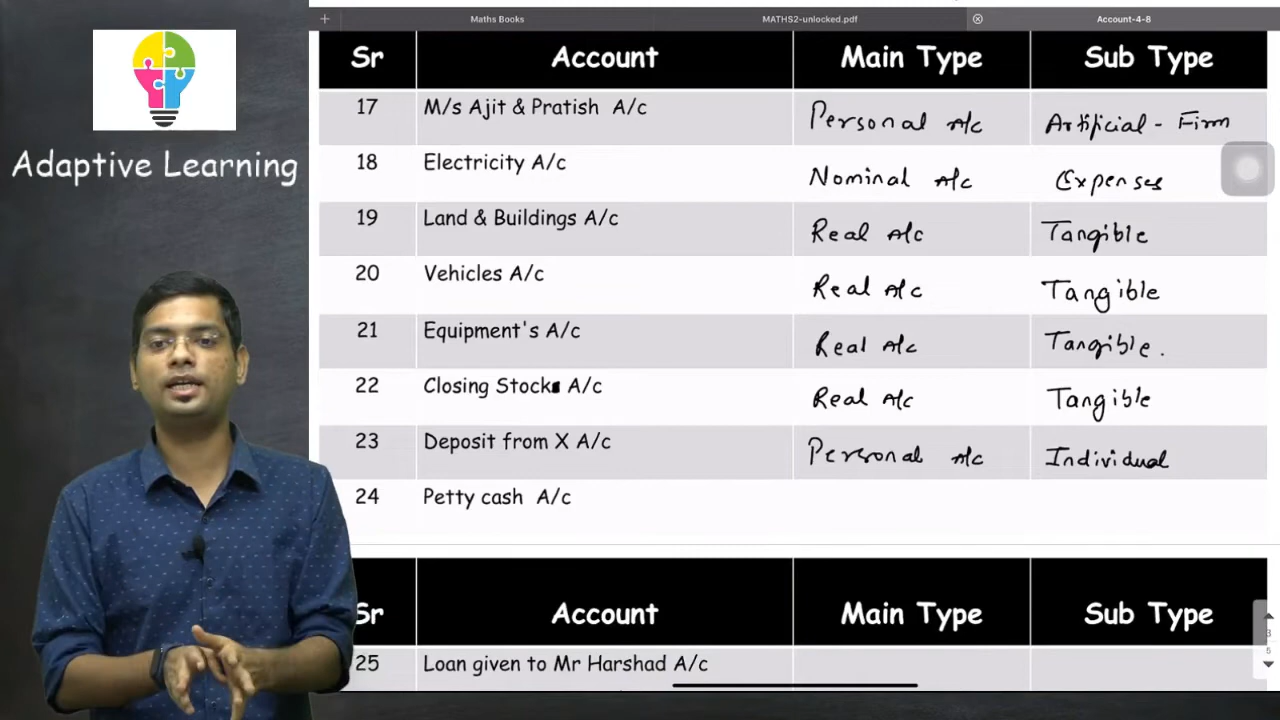 Maths Books
MATHS2-unlocked.pdf
Account-4-8
Adaptive Learning
Sr Account Main Type Sub Type
17 M/s Ajit & Pratish A/c Personal A/c Artificial - Firm
18 Electricity A/c Nominal A/c Expenses
19 Land & Buildings A/c Real A/c Tangible
20 Vehicles A/c Real A/c Tangible
21 Equipment's A/c Real A/c Tangible.
22 Closing Stock A/c Real A/c Tangible
23 Deposit from X A/c Personal A/c Individual
24 Petty cash A/c
Sr Account Main Type Sub Type
25 Loan given to Mr Harshad A/c
3
5